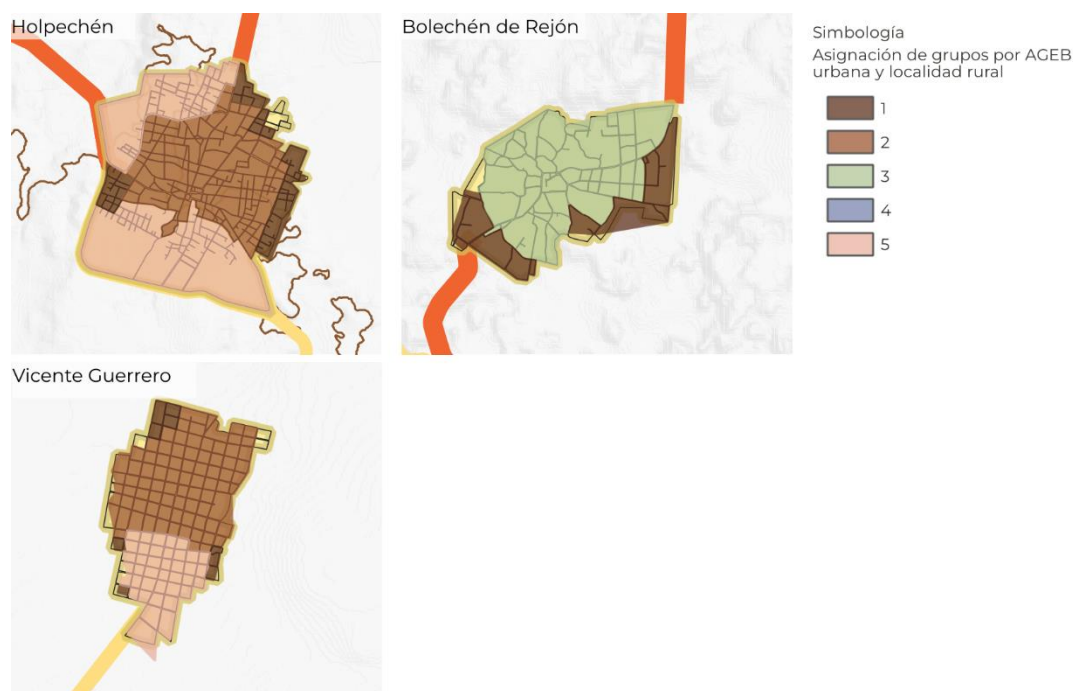 Holpechén
Bolechén de Rejón
Simbología
Asignación de grupos por AGEB
urbana y localidad rural
1
2
3
4
5
Vicente Guerrero